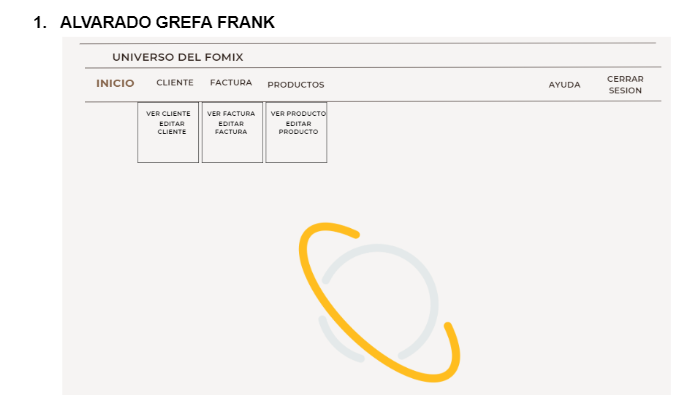 1. ALVARADO GREFA FRANK
UNIVERSO DEL FOMIX
INICIO CLIENTE FACTURA PRODUCTOS AYUDA CERRAR SESION
VER CLIENTE
EDITAR
CLIENTE
VER FACTURA
EDITAR
FACTURA
VER PRODUCTO
EDITAR
PRODUCTO